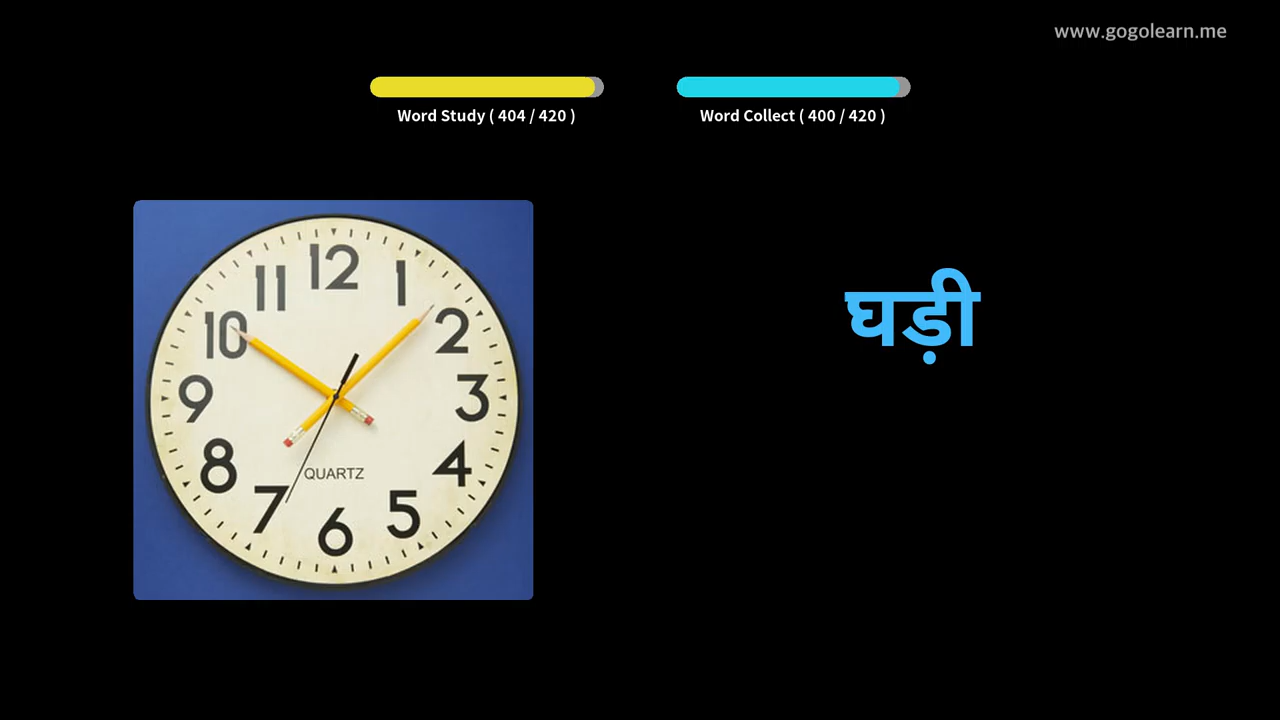 www.gogolearn.me
Word Study ( 404 / 420 )
Word Collect ( 400 / 420 )
12
11
1
10
2
9
3
8
4
7
5
6
QUARTZ
घड़ी